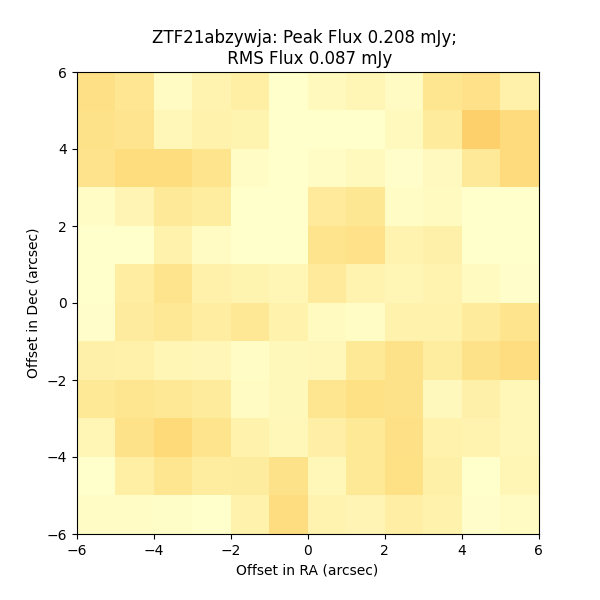 ZTF21abzywja: Peak Flux 0.208 mJy;
RMS Flux 0.087 mJy
6
4
2
0
−2
−4
−6
Offset in Dec (arcsec)
−6 −4 −2 0 2 4 6
Offset in RA (arcsec)